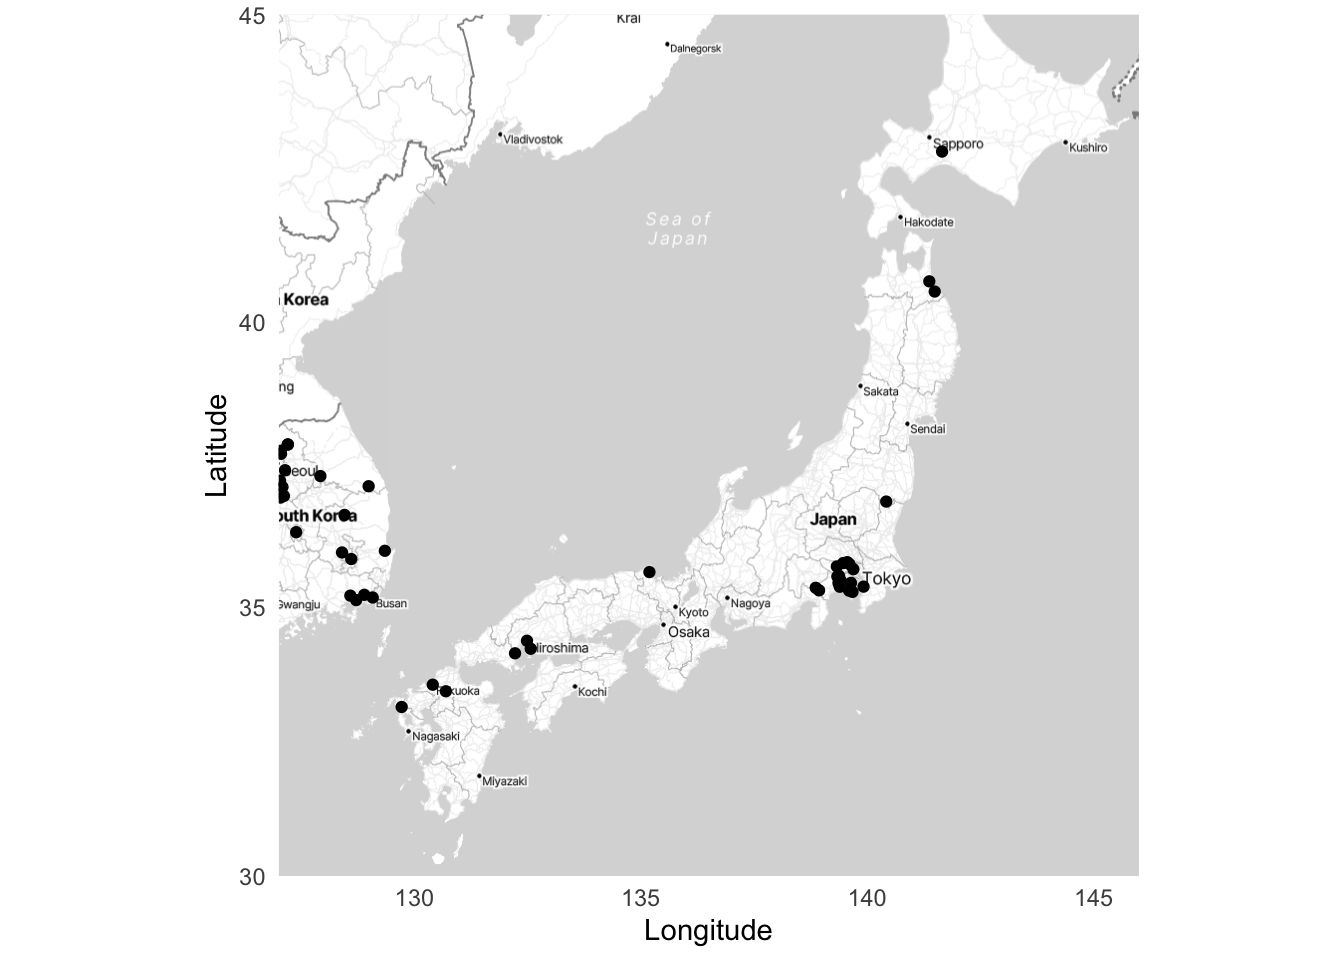 45
Krai
Dalnegorsk
Vladivostok
Sapporo
Kushiro
Sea of
Japan
Hakodate
Korea
40
ng
Sakata
Sendai
Latitude
eoul
outh Korea
Japan
Tokyo
35
Gwangju
Busan
Nagoya
Kyoto
Osaka
Hiroshima
Kochi
Fukuoka
Nagasaki
Miyazaki
30
130
135
140
145
Longitude